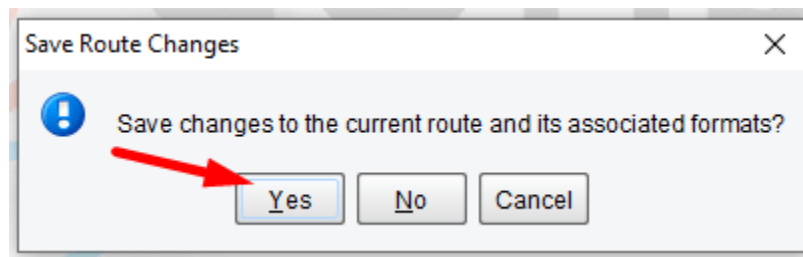 Save Route Changes
Save changes to the current route and its associated formats?
Yes No Cancel